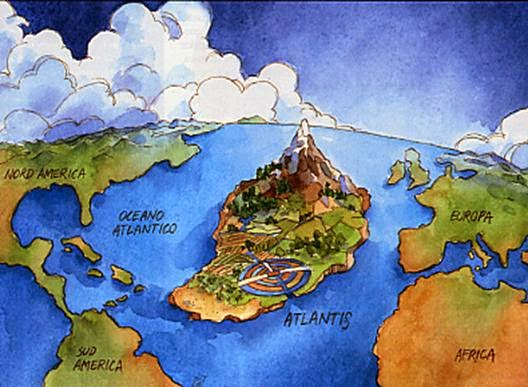 NORD AMERICA
OCEANO
ATLANTICO
EUROPA
ATLANTIS
SUD
AMERICA
AFRICA